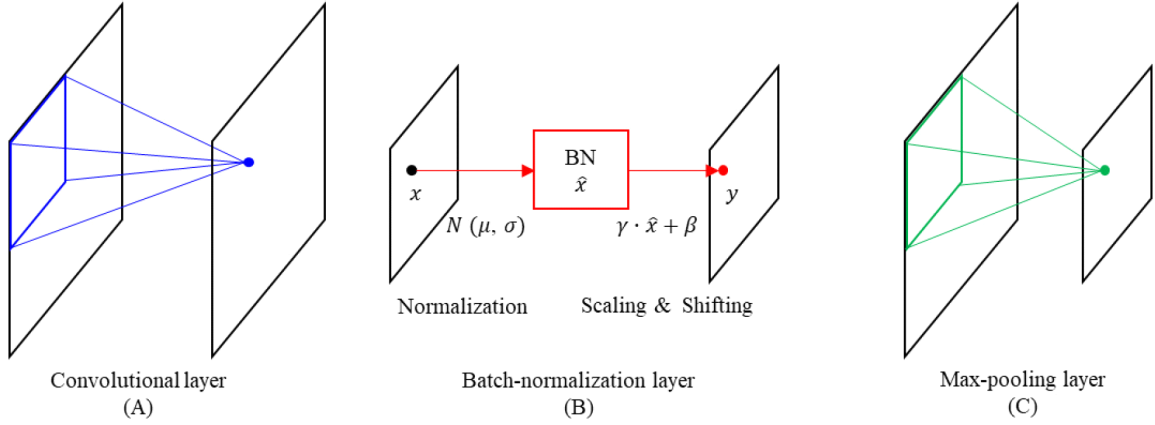 BN
x̂
x
y
N (μ, σ)
γ · x̂ + β
Normalization
Scaling & Shifting
Convolutional layer
(A)
Batch-normalization layer
(B)
Max-pooling layer
(C)